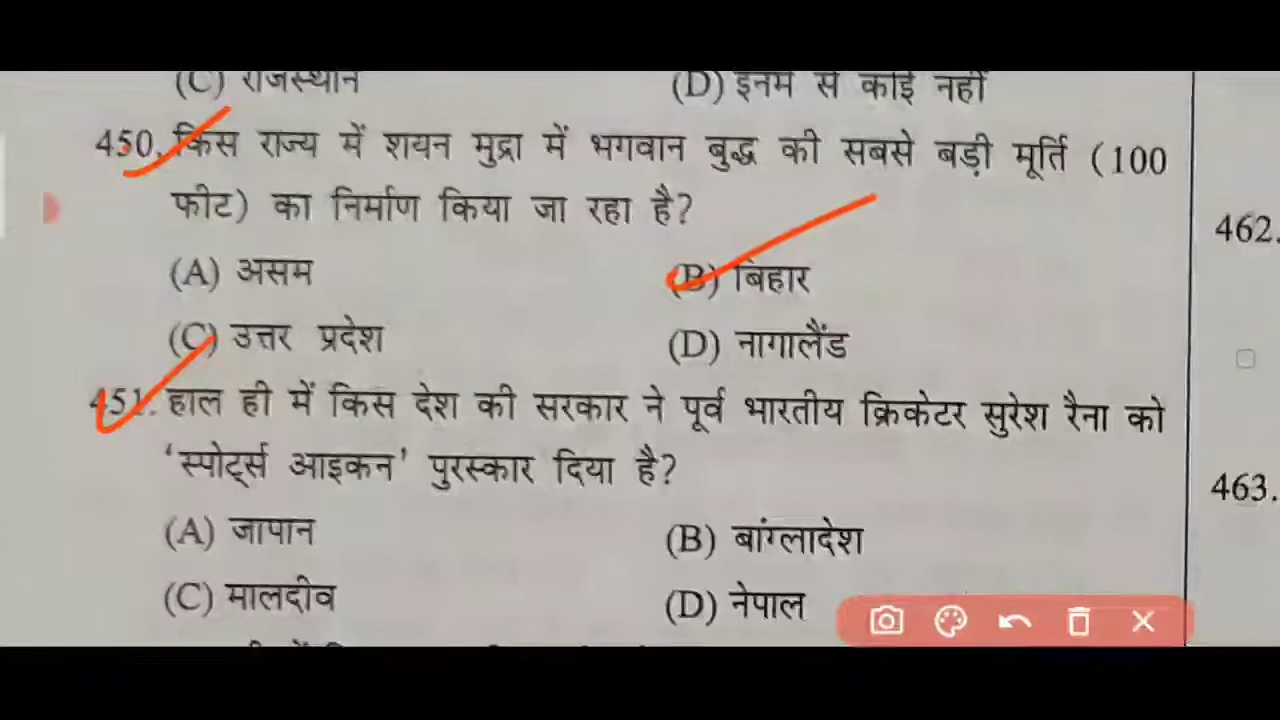 (C) राजस्थान (D) इनमें से कोई नहीं
450. किस राज्य में शयन मुद्रा में भगवान बुद्ध की सबसे बड़ी मूर्ति (100
फीट) का निर्माण किया जा रहा है?
(A) असम (B) बिहार
(C) उत्तर प्रदेश (D) नागालैंड
451. हाल ही में किस देश की सरकार ने पूर्व भारतीय क्रिकेटर सुरेश रैना को
'स्पोर्ट्स आइकन' पुरस्कार दिया है?
(A) जापान (B) बांग्लादेश
(C) मालदीव (D) नेपाल
462.
463.